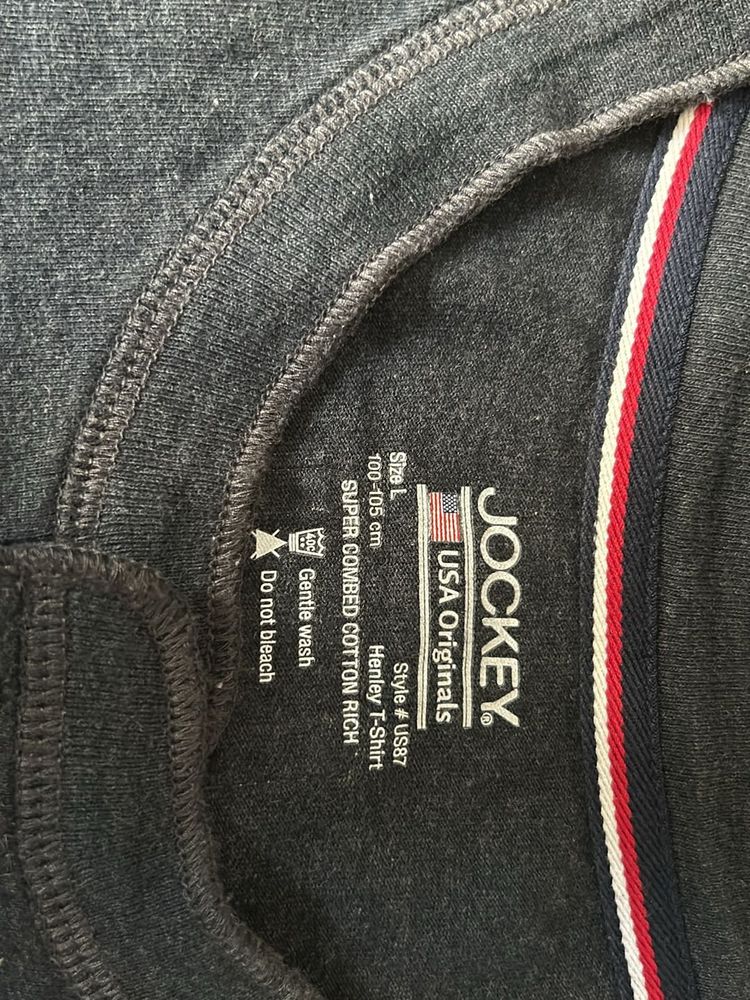 JOCKEY®
USA Originals
Size L Style # US87
100-105 cm Henley T-Shirt
SUPER COMBED COTTON RICH
40C Gentle wash
Do not bleach